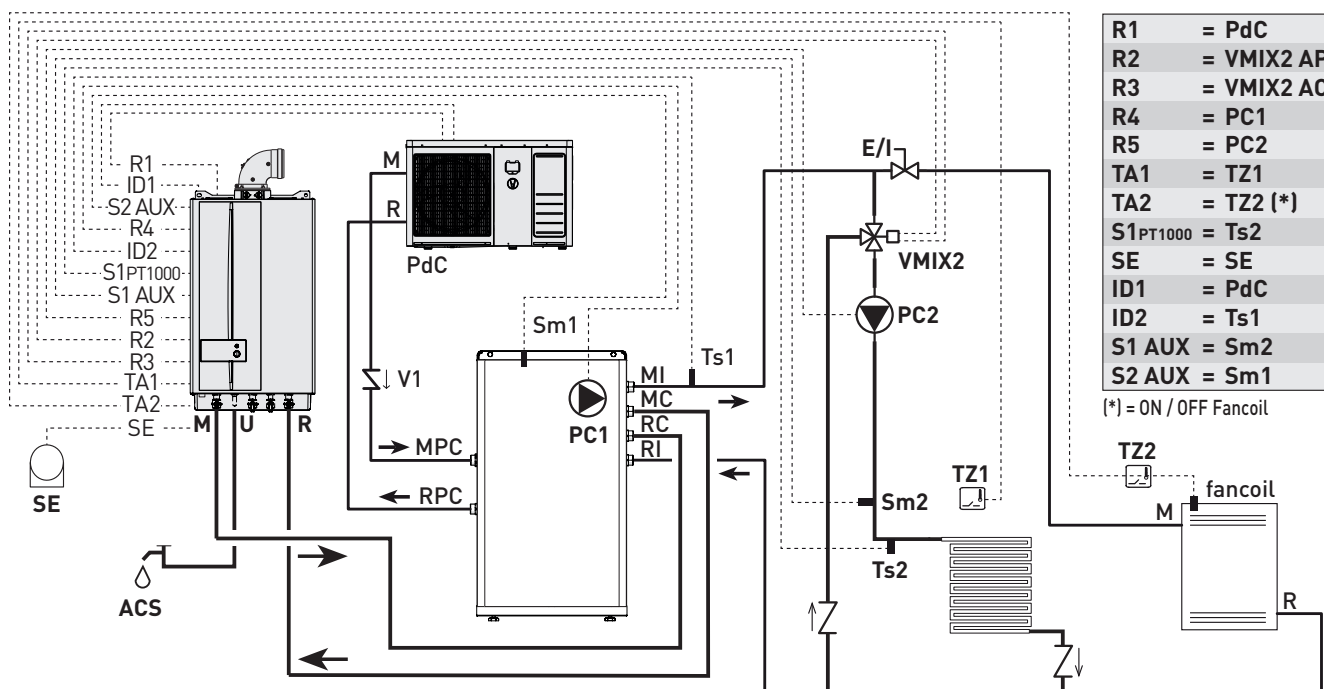 R1 = PdC
R2 = VMIX2 AP
R3 = VMIX2 AC
R4 = PC1
R5 = PC2
TA1 = TZ1
TA2 = TZ2 (*)
S1PT1000 = Ts2
SE = SE
ID1 = PdC
ID2 = Ts1
S1 AUX = Sm2
S2 AUX = Sm1
(*) = ON / OFF Fancoil
R1
ID1
S2 AUX
R4
ID2
S1PT1000
S1 AUX
R5
R2
R3
TA1
TA2
SE
M U R
SE
ACS
M
R
PdC
V1
MPC
RPC
Sm1
PC1
MI
MC
RC
RI
Ts1
E/I
VMIX2
PC2
Sm2
Ts2
TZ1
TZ2
fancoil
M
R